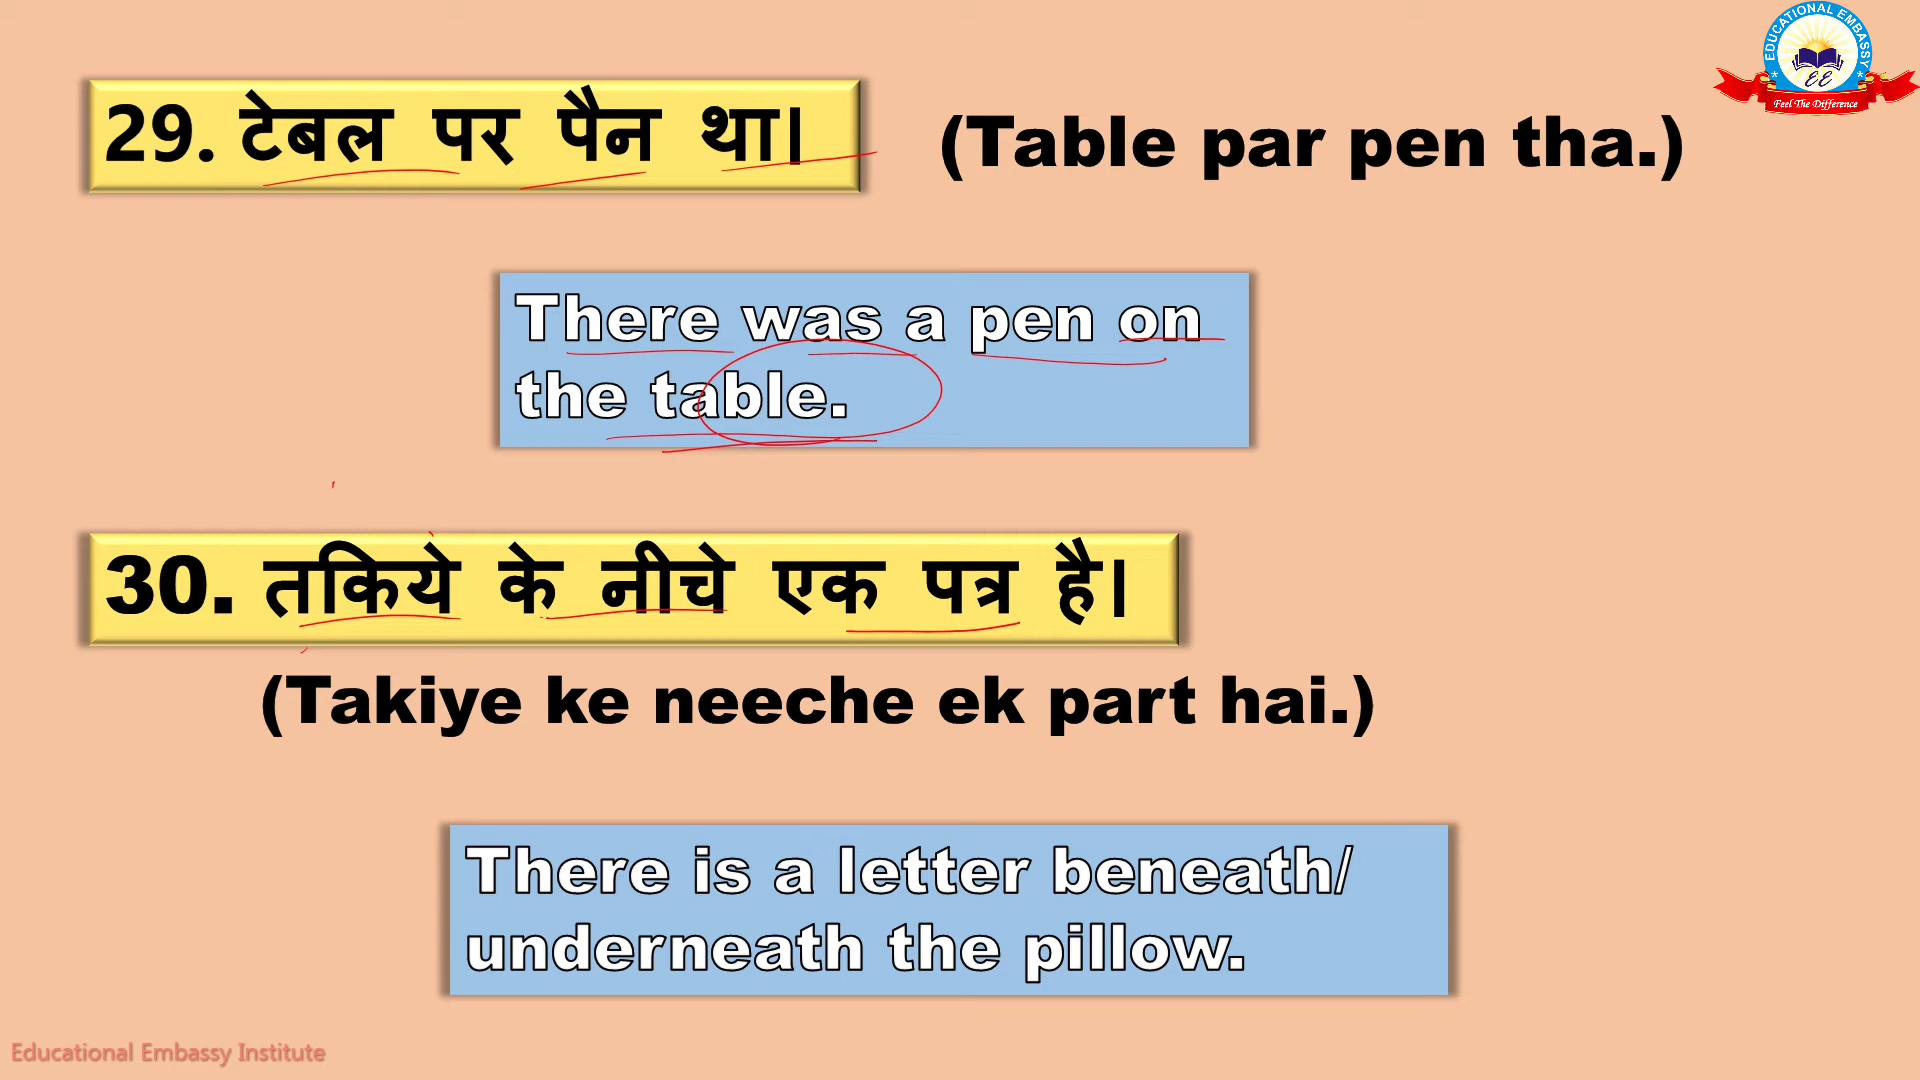 EDUCATIONAL EMBASSY
EE
Feel The Difference
29. टेबल पर पैन था।
(Table par pen tha.)
There was a pen on
the table.
30. तकिये के नीचे एक पत्र है।
(Takiye ke neeche ek part hai.)
There is a letter beneath/
underneath the pillow.
Educational Embassy Institute